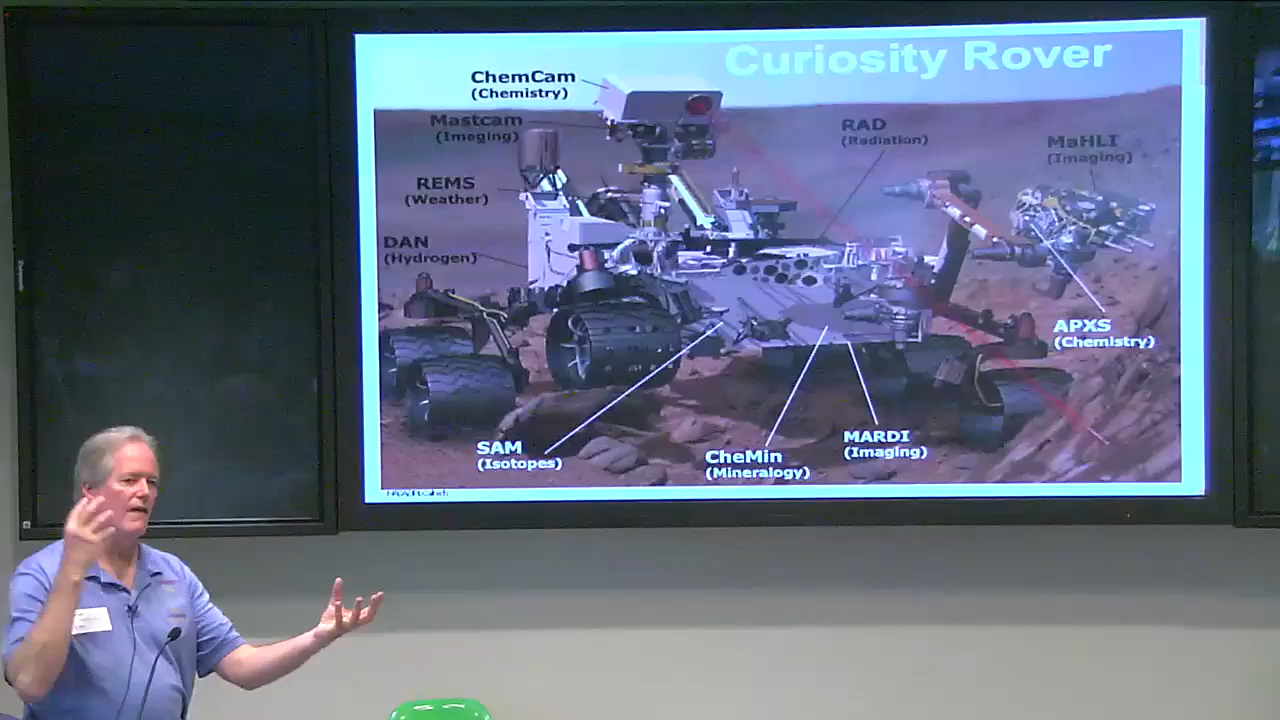 Curiosity Rover
ChemCam
(Chemistry)
Mastcam
(Imaging)
RAD
(Radiation)
MaHLI
(Imaging)
REMS
(Weather)
DAN
(Hydrogen)
APXS
(Chemistry)
SAM
(Isotopes)
CheMin
(Mineralogy)
MARDI
(Imaging)